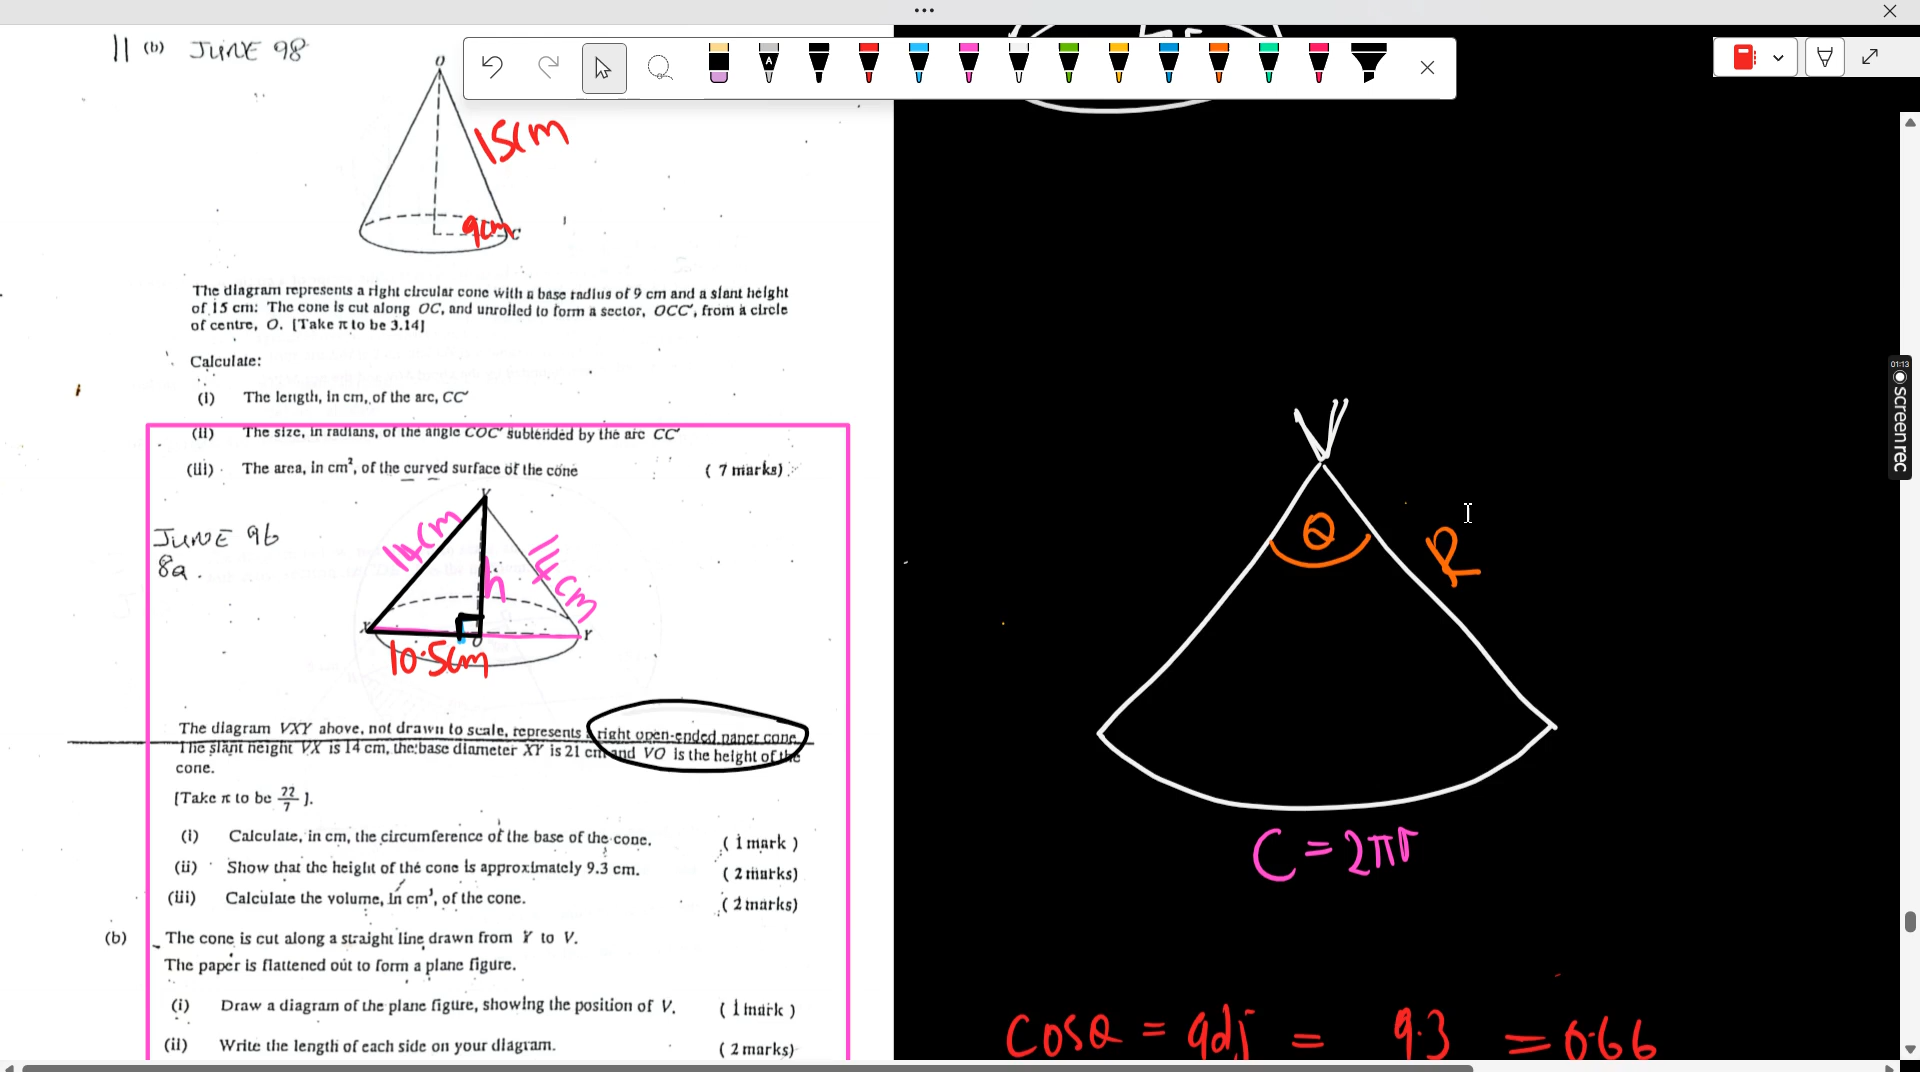 11 (b) JUNE 98
O
15cm
9cm
C
The diagram represents a right circular cone with a base radius of 9 cm and a slant height
of 15 cm: The cone is cut along OC, and unrolled to form a sector, OCC', from a circle
of centre, O. [Take π to be 3.14]
Calculate:
(i) The length, in cm, of the arc, CC'
(ii) The size, in radians, of the angle COC' subtended by the arc CC'
(iii) The area, in cm², of the curved surface of the cone (7 marks)
JUNE 96
8a
V
14cm
h
14cm
X
O
Y
10.5cm
The diagram VXY above, not drawn to scale, represents a right open-ended paper cone.
The slant height VX is 14 cm, the base diameter XY is 21 cm and VO is the height of the
cone.
[Take π to be 22/7].
(i) Calculate, in cm, the circumference of the base of the cone. (1 mark)
(ii) Show that the height of the cone is approximately 9.3 cm. (2 marks)
(iii) Calculate the volume, in cm³, of the cone. (2 marks)
(b) The cone is cut along a straight line drawn from Y to V.
The paper is flattened out to form a plane figure.
(i) Draw a diagram of the plane figure, showing the position of V. (1 mark)
(ii) Write the length of each side on your diagram. (2 marks)
A
V
θ
R
C = 2πr
Cosθ = adj = 9.3 = 0.66
01:13
screenrec